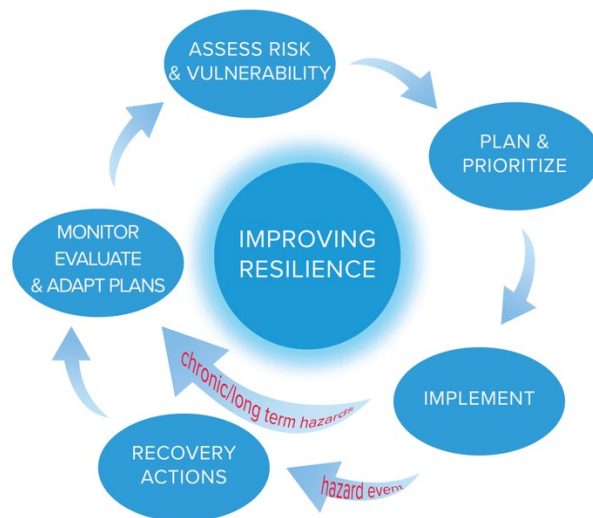 ASSESS RISK
& VULNERABILITY
PLAN &
PRIORITIZE
IMPROVING
RESILIENCE
MONITOR
EVALUATE
& ADAPT PLANS
chronic/long term hazards
IMPLEMENT
RECOVERY
ACTIONS
hazard event